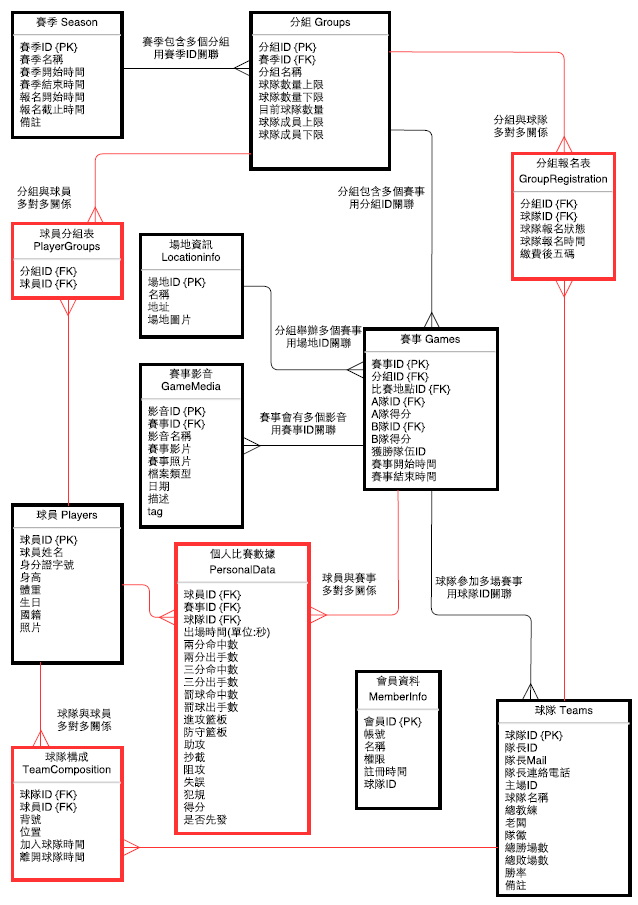 賽季 Season
賽季ID {PK}
賽季名稱
賽季開始時間
賽季結束時間
報名開始時間
報名截止時間
備註
賽季包含多個分組
用賽季ID關聯
分組 Groups
分組ID {PK}
賽季ID {FK}
分組名稱
球隊數量上限
球隊數量下限
目前球隊數量
球隊成員上限
球隊成員下限
分組與球隊
多對多關係
分組報名表
GroupRegistration
分組ID {FK}
球隊ID {FK}
球隊報名狀態
球隊報名時間
繳費後五碼
分組與球員
多對多關係
球員分組表
PlayerGroups
分組ID {FK}
球員ID {FK}
分組包含多個賽事
用分組ID關聯
場地資訊
Locationinfo
場地ID {PK}
名稱
地址
場地圖片
分組舉辦多個賽事
用場地ID關聯
賽事 Games
賽事ID {PK}
分組ID {FK}
比賽地點ID {FK}
A隊ID {FK}
A隊得分
B隊ID {FK}
B隊得分
獲勝隊伍ID
賽事開始時間
賽事結束時間
賽事影音
GameMedia
影音ID {PK}
賽事ID {FK}
影音名稱
賽事影片
賽事照片
檔案類型
日期
描述
tag
賽事會有多個影音
用賽事ID關聯
球員 Players
球員ID {PK}
球員姓名
身分證字號
身高
體重
生日
國籍
照片
個人比賽數據
PersonalData
球員ID {FK}
賽事ID {FK}
球隊ID {FK}
出場時間(單位:秒)
兩分命中數
兩分出手數
三分命中數
三分出手數
罰球命中數
罰球出手數
進攻籃板
防守籃板
助攻
抄截
阻攻
失誤
犯規
得分
是否先發
球員與賽事
多對多關係
球隊參加多場賽事
用球隊ID關聯
會員資料
MemberInfo
會員ID {PK}
帳號
名稱
權限
註冊時間
球隊ID
球隊 Teams
球隊ID {PK}
隊長ID
隊長Mail
隊長連絡電話
主場ID
球隊名稱
總教練
老闆
隊徽
總勝場數
總敗場數
勝率
備註
球隊與球員
多對多關係
球隊構成
TeamComposition
球隊ID {FK}
球員ID {FK}
背號
位置
加入球隊時間
離開球隊時間